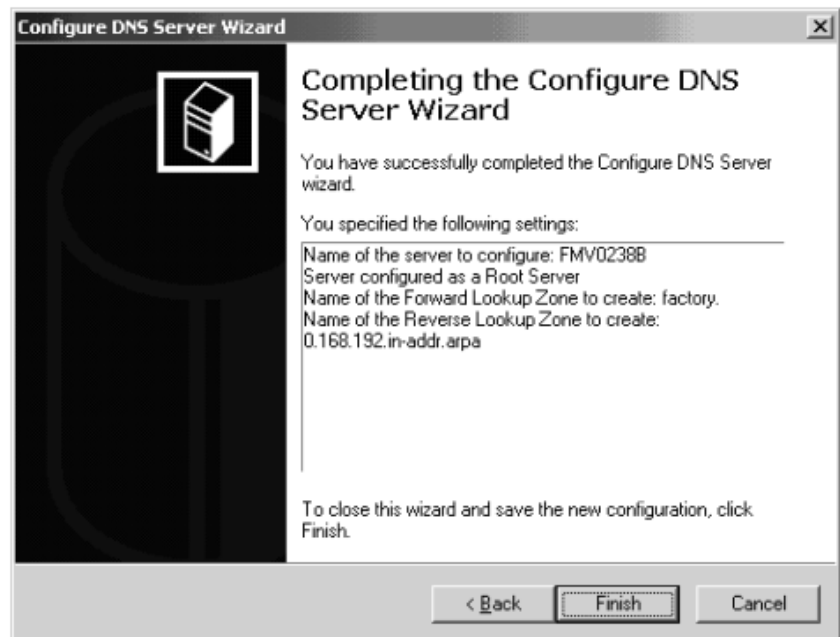 Configure DNS Server Wizard
Completing the Configure DNS
Server Wizard
You have successfully completed the Configure DNS Server
wizard.
You specified the following settings:
Name of the server to configure: FMV0238B
Server configured as a Root Server
Name of the Forward Lookup Zone to create: factory.
Name of the Reverse Lookup Zone to create:
0.168.192.in-addr.arpa
To close this wizard and save the new configuration, click
Finish.
< Back Finish Cancel